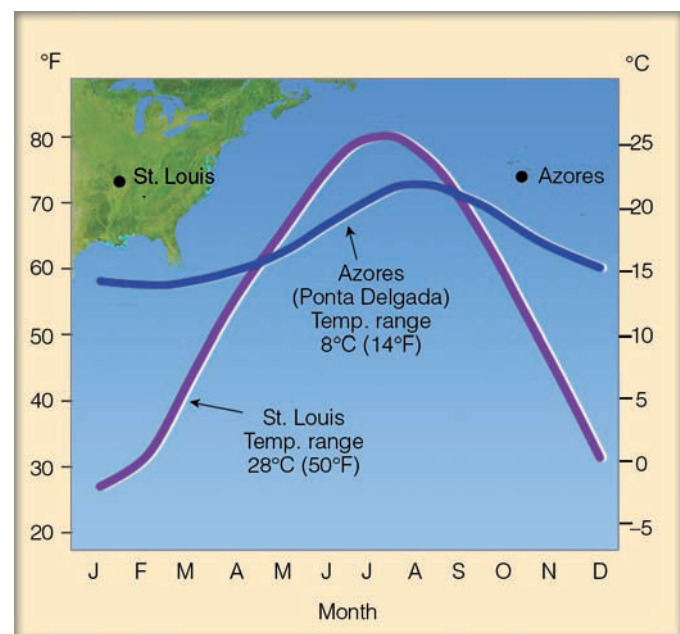 °F
°C
80
25
St. Louis
Azores
70
20
60
15
Azores
(Ponta Delgada)
Temp. range
8°C (14°F)
50
10
40
5
St. Louis
Temp. range
28°C (50°F)
30
0
20
–5
J F M A M J J A S O N D
Month